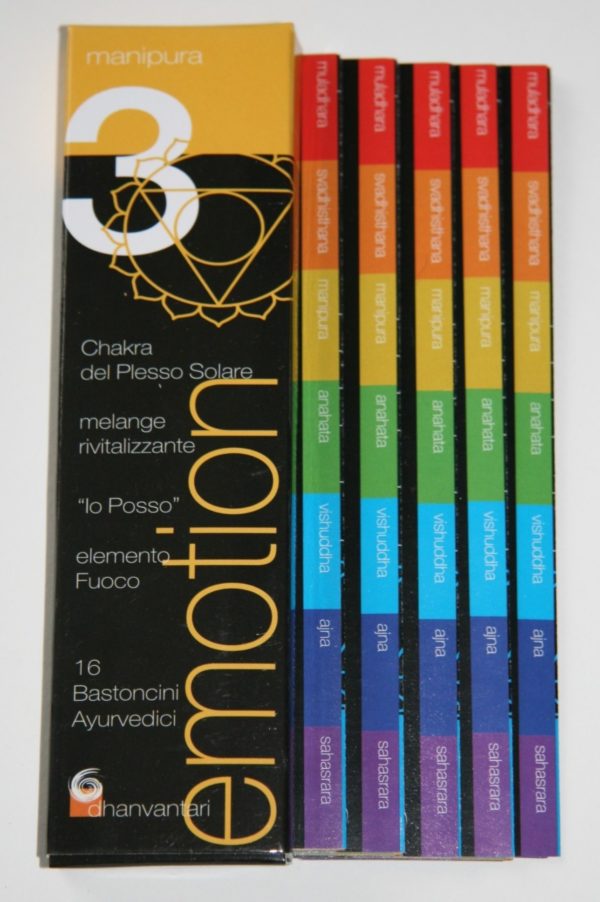 manipura
3
Chakra
del Plesso Solare
melange
rivitalizzante
"Io Posso"
elemento
Fuoco
16
Bastoncini
Ayurvedici
dhanvantari
emotion
muladhara
svadhisthana
manipura
anahata
vishuddha
ajna
sahasrara
muladhara
svadhisthana
manipura
anahata
vishuddha
ajna
sahasrara
muladhara
svadhisthana
manipura
anahata
vishuddha
ajna
sahasrara
muladhara
svadhisthana
manipura
anahata
vishuddha
ajna
sahasrara
muladhara
svadhisthana
manipura
anahata
vishuddha
ajna
sahasrara